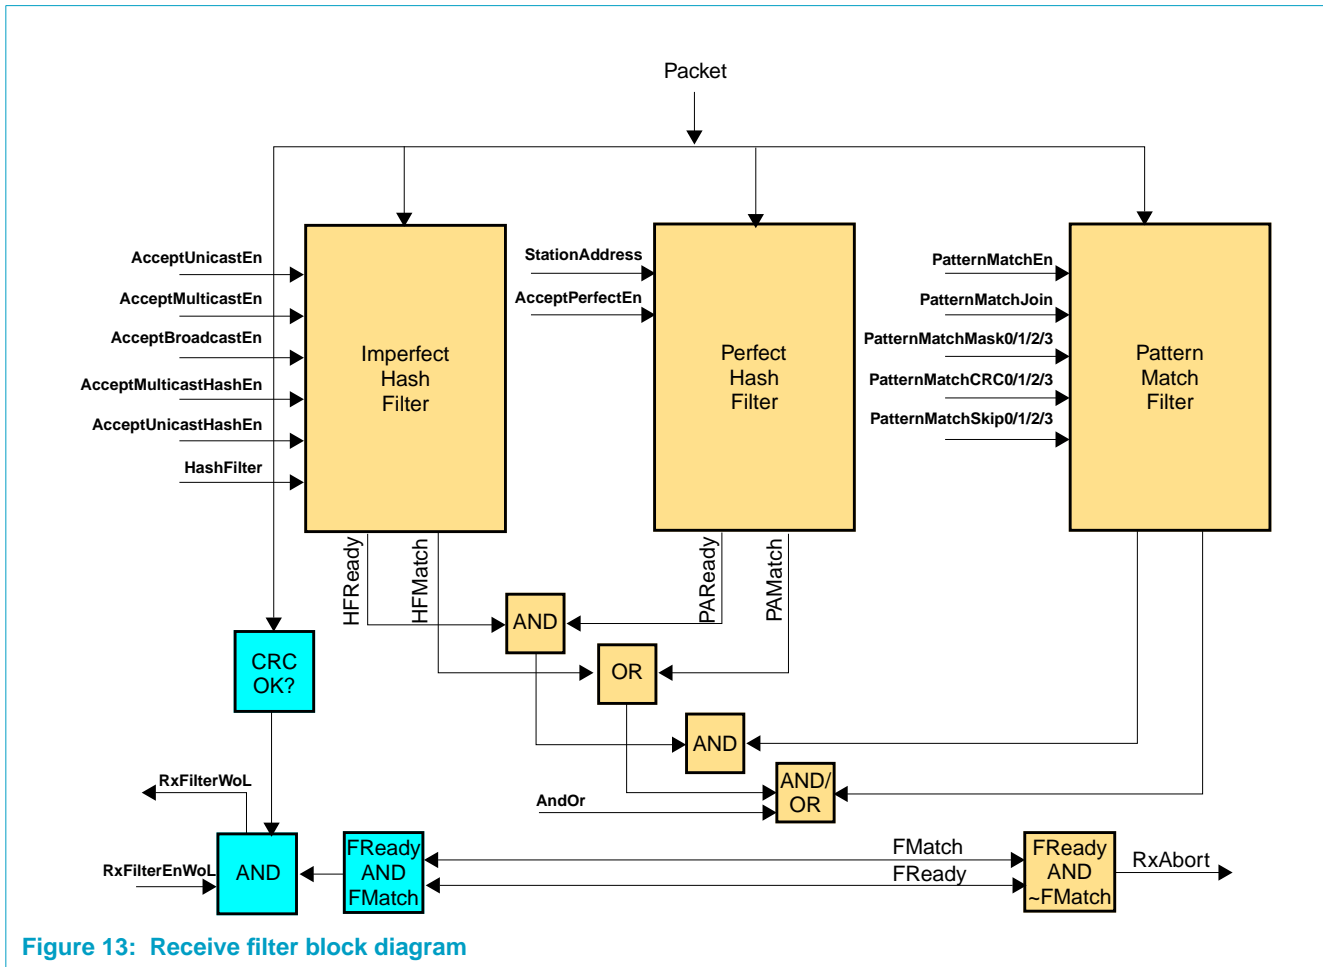 Packet
AcceptUnicastEn
AcceptMulticastEn
AcceptBroadcastEn
AcceptMulticastHashEn
AcceptUnicastHashEn
HashFilter
Imperfect
Hash
Filter
StationAddress
AcceptPerfectEn
Perfect
Hash
Filter
PatternMatchEn
PatternMatchJoin
PatternMatchMask0/1/2/3
PatternMatchCRC0/1/2/3
PatternMatchSkip0/1/2/3
Pattern
Match
Filter
HFReady
HFMatch
PAReady
PAMatch
AND
OR
AND
AND/
OR
AndOr
CRC
OK?
RxFilterWoL
RxFilterEnWoL
AND
FReady
AND
FMatch
FMatch
FReady
FReady
AND
~FMatch
RxAbort
Figure 13: Receive filter block diagram